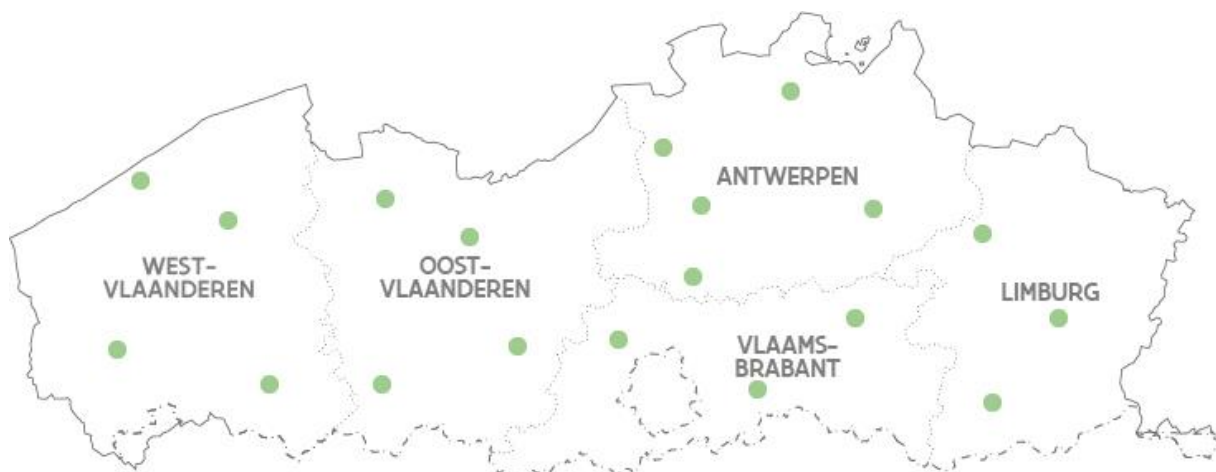 WEST-
VLAANDEREN
OOST-
VLAANDEREN
ANTWERPEN
VLAAMS-
BRABANT
LIMBURG